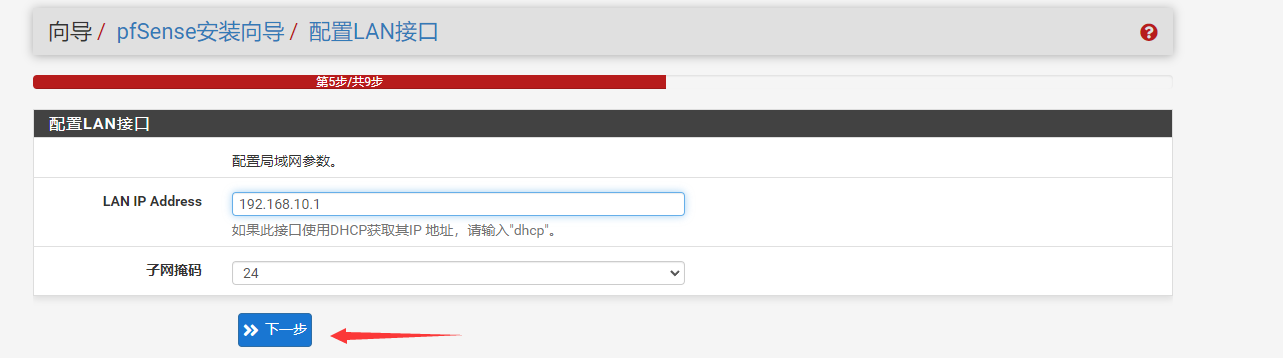 向导 / pfSense安装向导 / 配置LAN接口
第5步/共9步
配置LAN接口
配置局域网参数。
LAN IP Address
192.168.10.1
如果此接口使用DHCP获取其IP 地址，请输入"dhcp"。
子网掩码
24
下一步